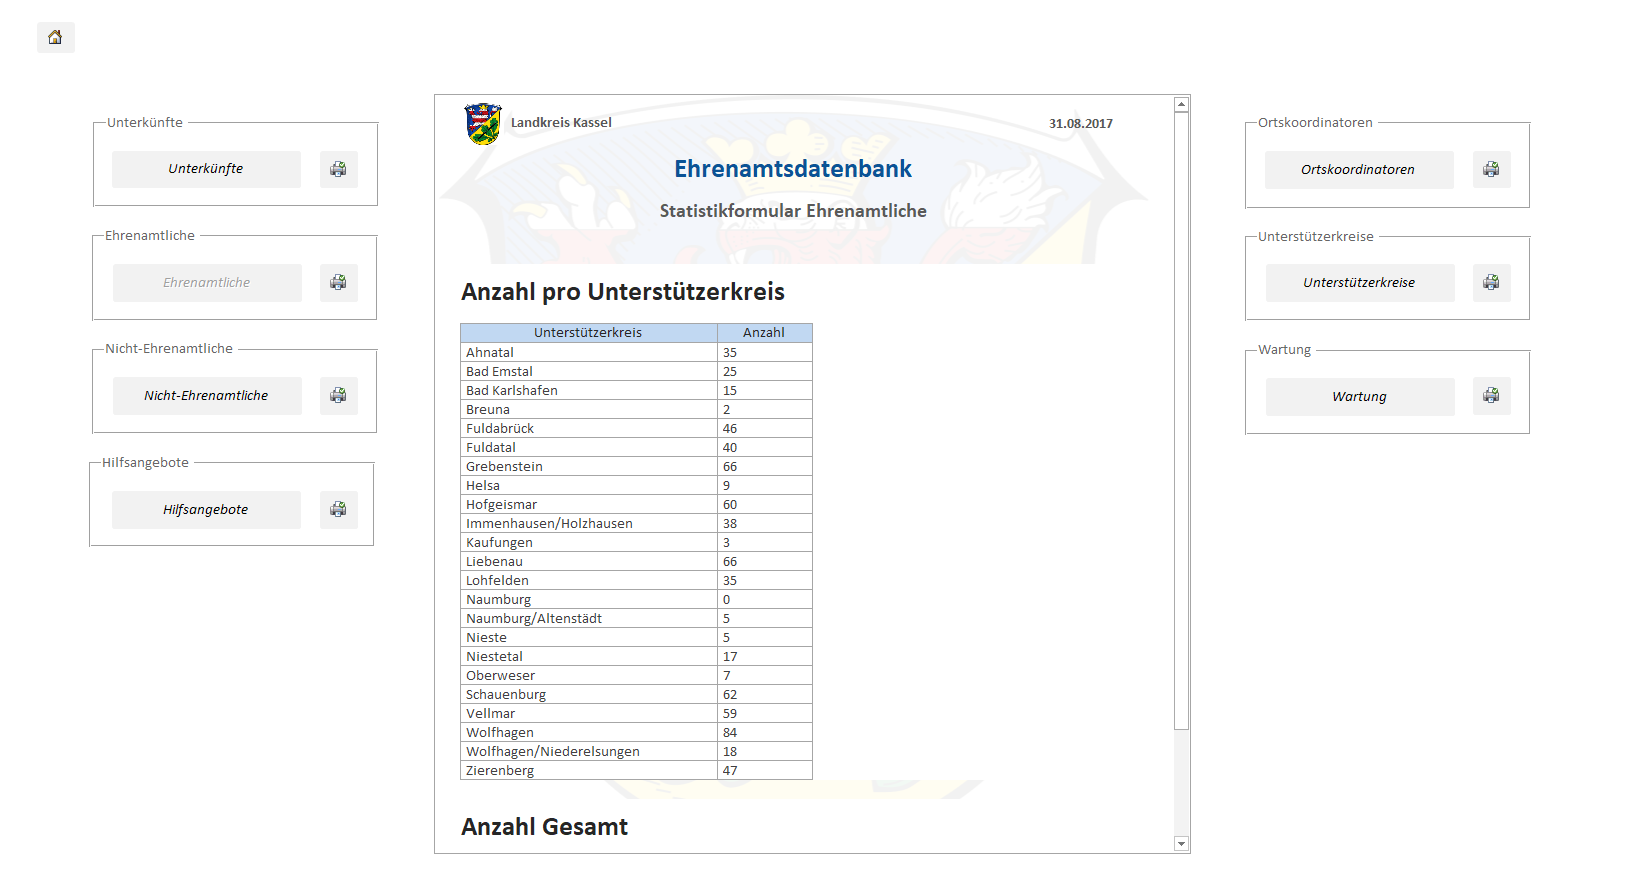 Unterkünfte
Unterkünfte
Ehrenamtliche
Ehrenamtliche
Nicht-Ehrenamtliche
Nicht-Ehrenamtliche
Hilfsangebote
Hilfsangebote
Landkreis Kassel 31.08.2017
Ehrenamtsdatenbank
Statistikformular Ehrenamtliche
Anzahl pro Unterstützerkreis
Unterstützerkreis Anzahl
Ahnatal 35
Bad Emstal 25
Bad Karlshafen 15
Breuna 2
Fuldabrück 46
Fuldatal 40
Grebenstein 66
Helsa 9
Hofgeismar 60
Immenhausen/Holzhausen 38
Kaufungen 3
Liebenau 66
Lohfelden 35
Naumburg 0
Naumburg/Altenstädt 5
Nieste 5
Niestetal 17
Oberweser 7
Schauenburg 62
Vellmar 59
Wolfhagen 84
Wolfhagen/Niederelsungen 18
Zierenberg 47
Anzahl Gesamt
Ortskoordinatoren
Ortskoordinatoren
Unterstützerkreise
Unterstützerkreise
Wartung
Wartung